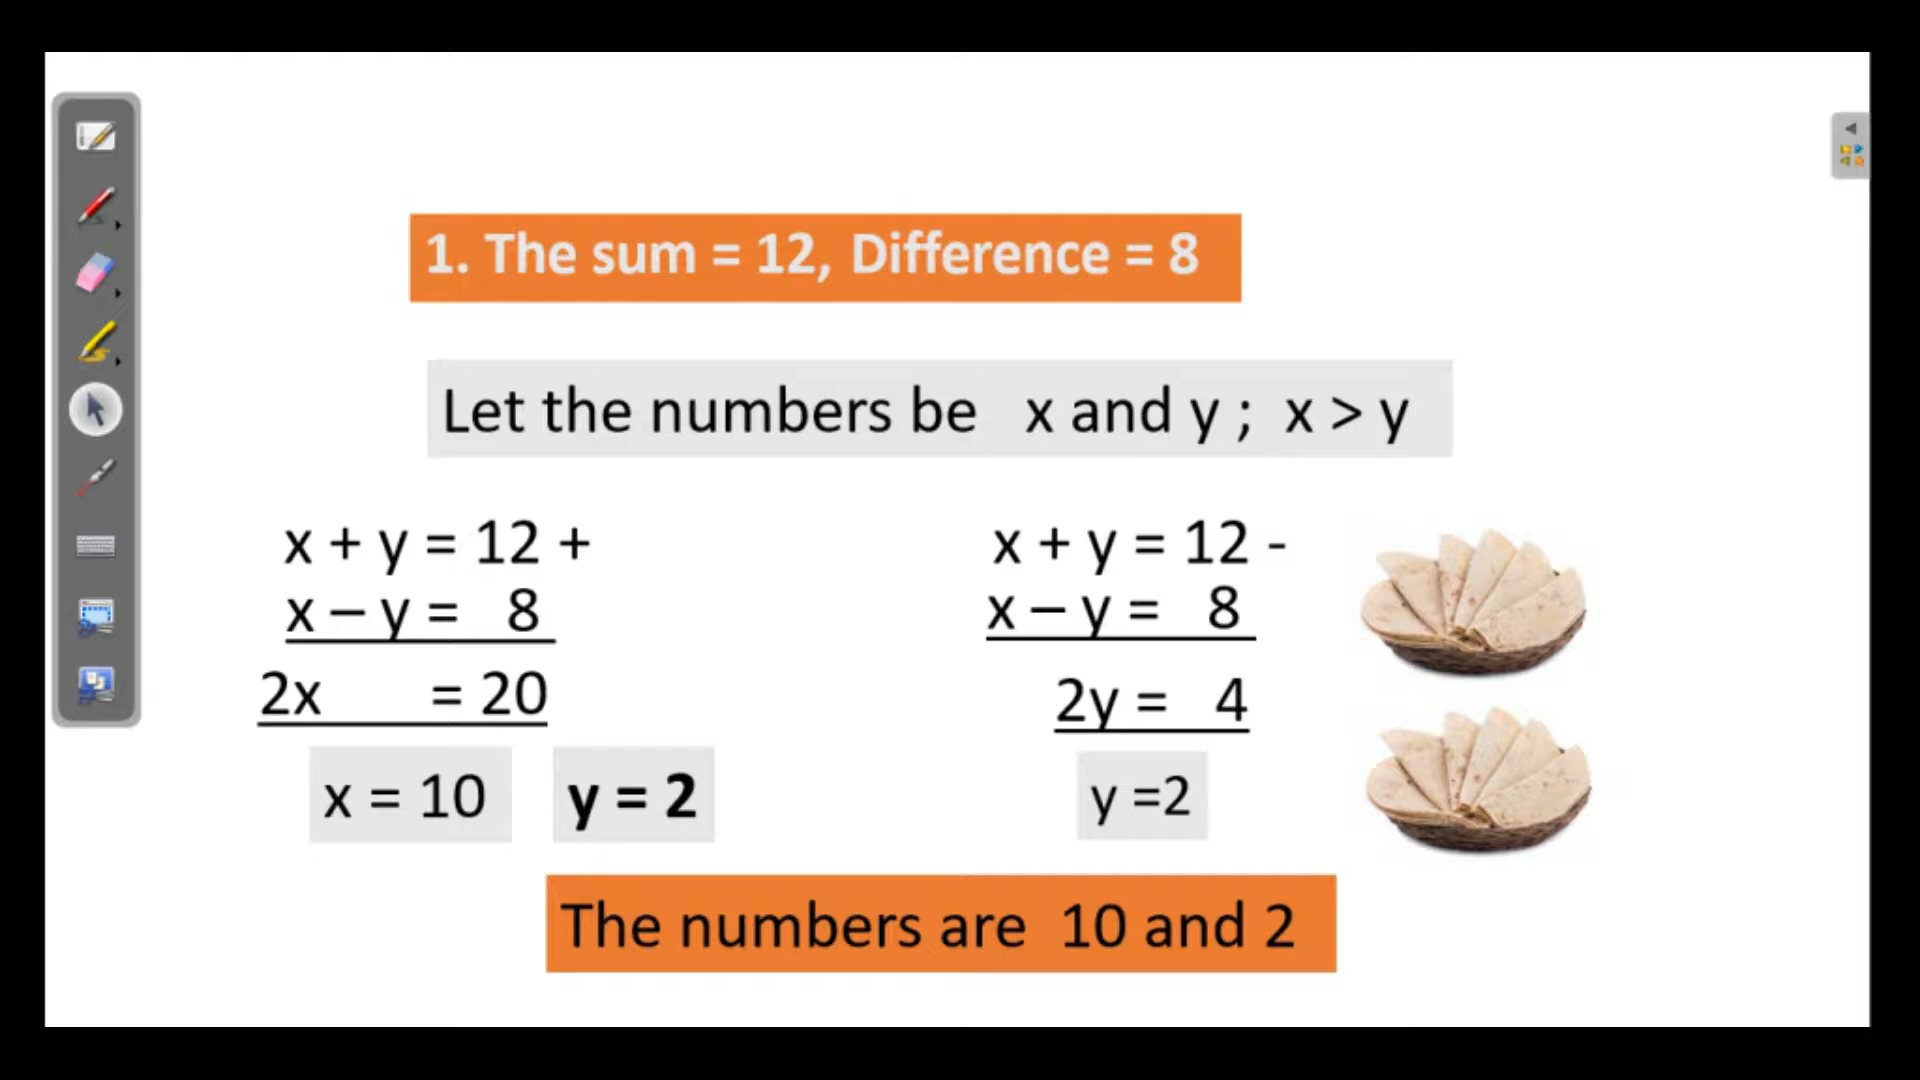 1. The sum = 12, Difference = 8
Let the numbers be x and y ; x > y
x + y = 12 +
x – y = 8
2x = 20
x = 10
y = 2
x + y = 12 -
x – y = 8
2y = 4
y =2
The numbers are 10 and 2